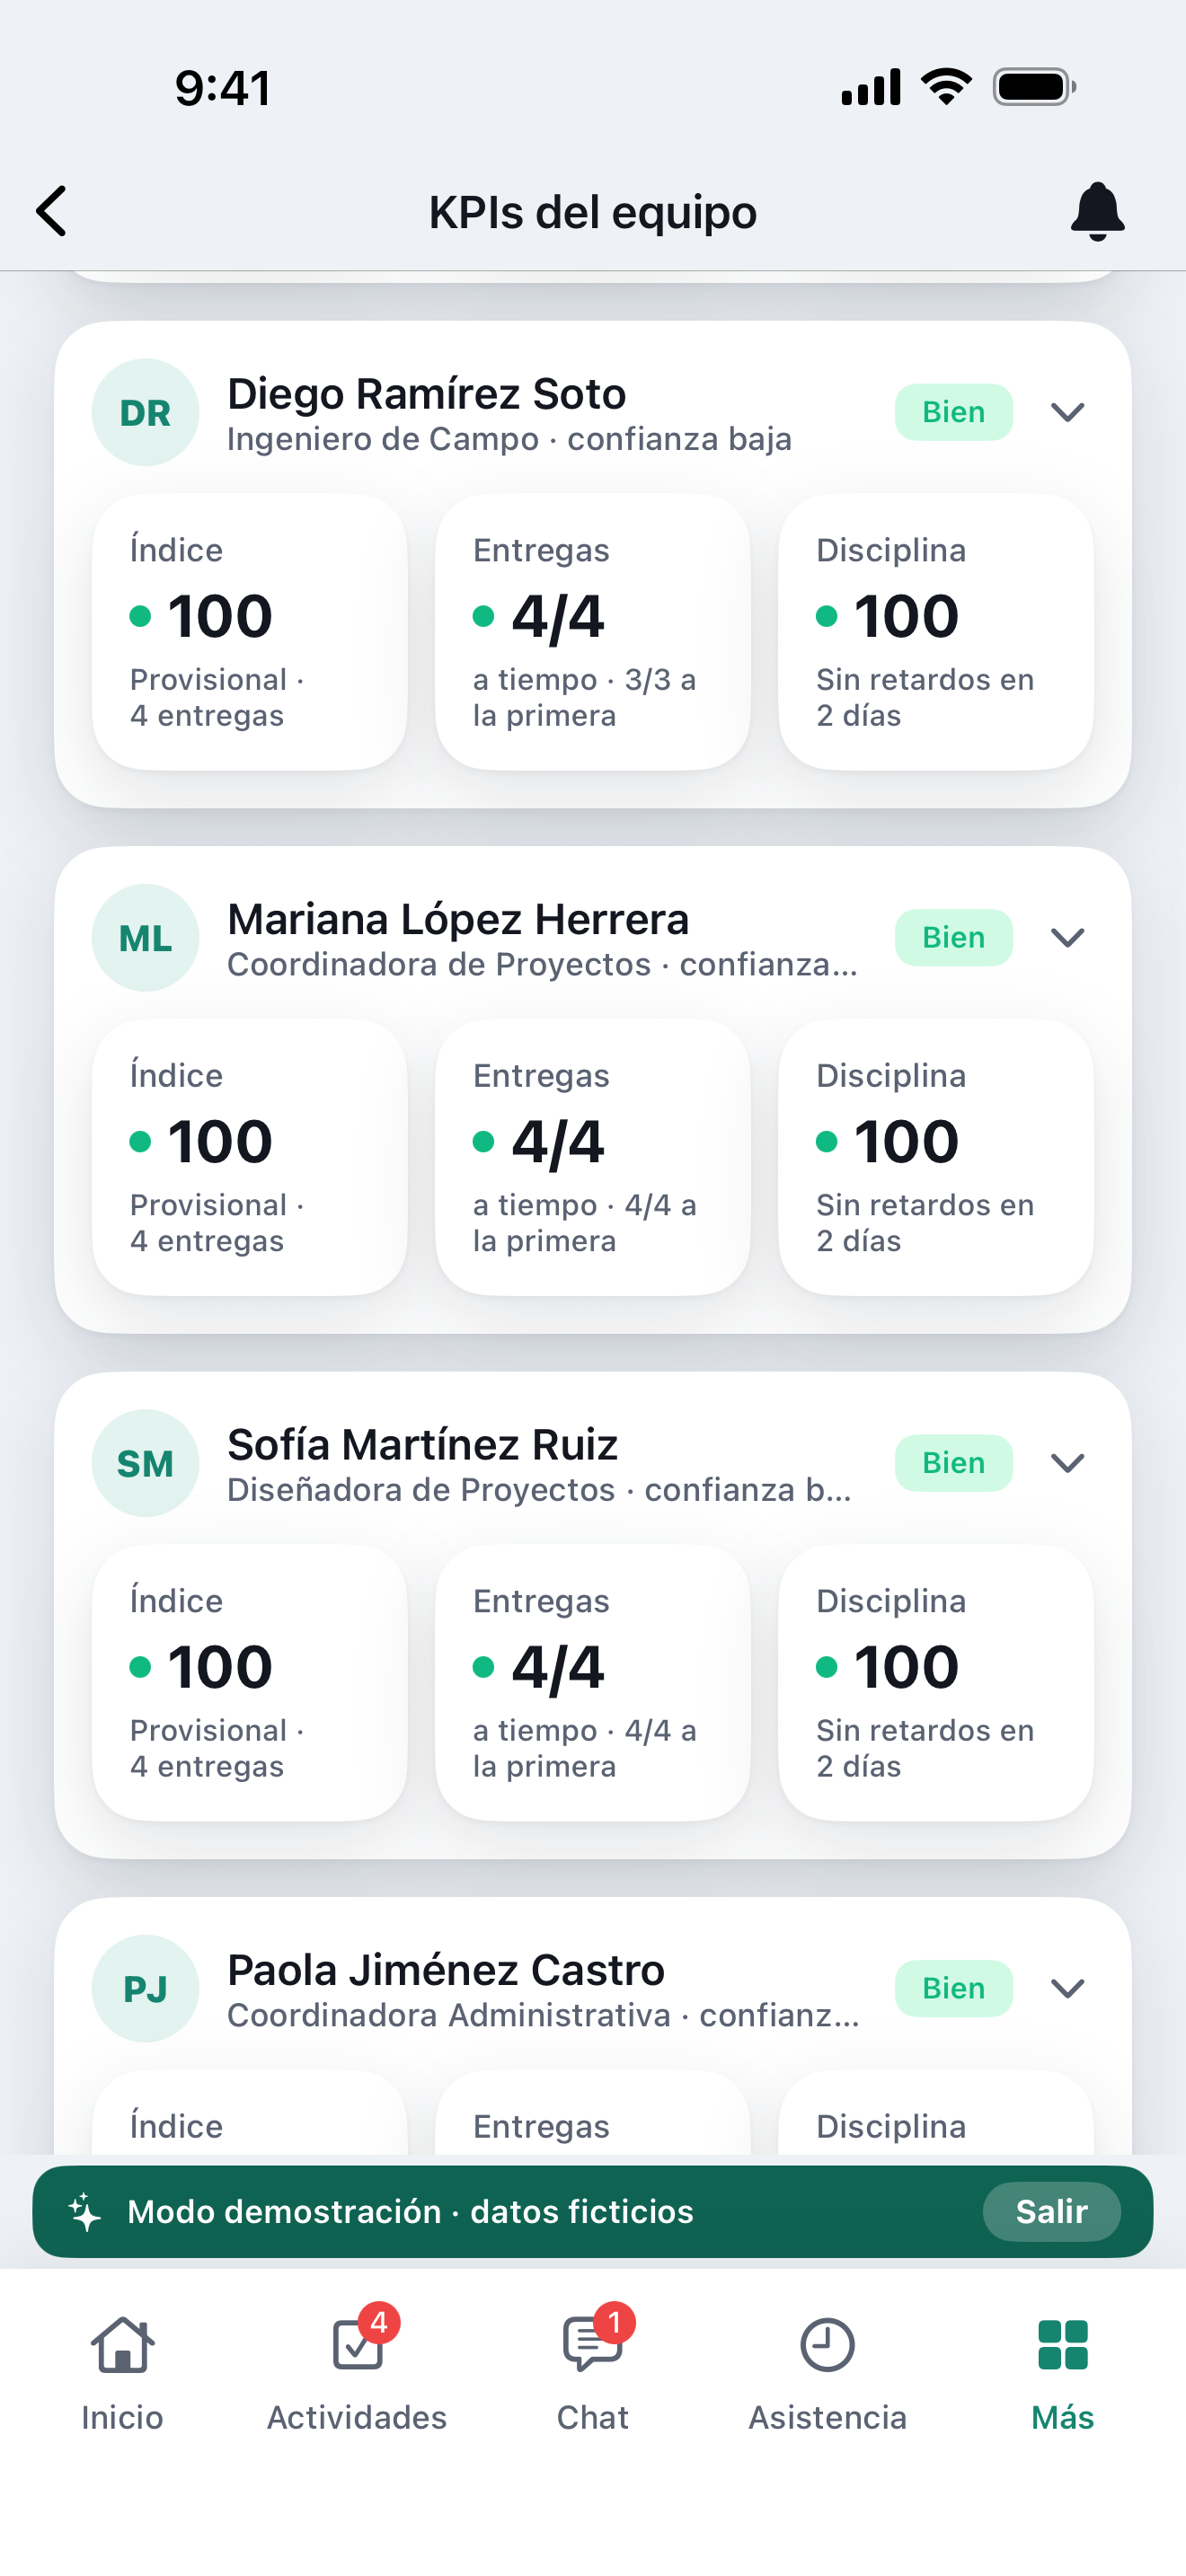 9:41
KPIs del equipo
DR
Diego Ramírez Soto
Ingeniero de Campo · confianza baja
Bien
Índice
100
Provisional ·
4 entregas
Entregas
4/4
a tiempo · 3/3 a
la primera
Disciplina
100
Sin retardos en
2 días
ML
Mariana López Herrera
Coordinadora de Proyectos · confianza...
Bien
Índice
100
Provisional ·
4 entregas
Entregas
4/4
a tiempo · 4/4 a
la primera
Disciplina
100
Sin retardos en
2 días
SM
Sofía Martínez Ruiz
Diseñadora de Proyectos · confianza b...
Bien
Índice
100
Provisional ·
4 entregas
Entregas
4/4
a tiempo · 4/4 a
la primera
Disciplina
100
Sin retardos en
2 días
PJ
Paola Jiménez Castro
Coordinadora Administrativa · confianz...
Bien
Índice
Entregas
Disciplina
Modo demostración · datos ficticios
Salir
Inicio
4
Actividades
1
Chat
Asistencia
Más